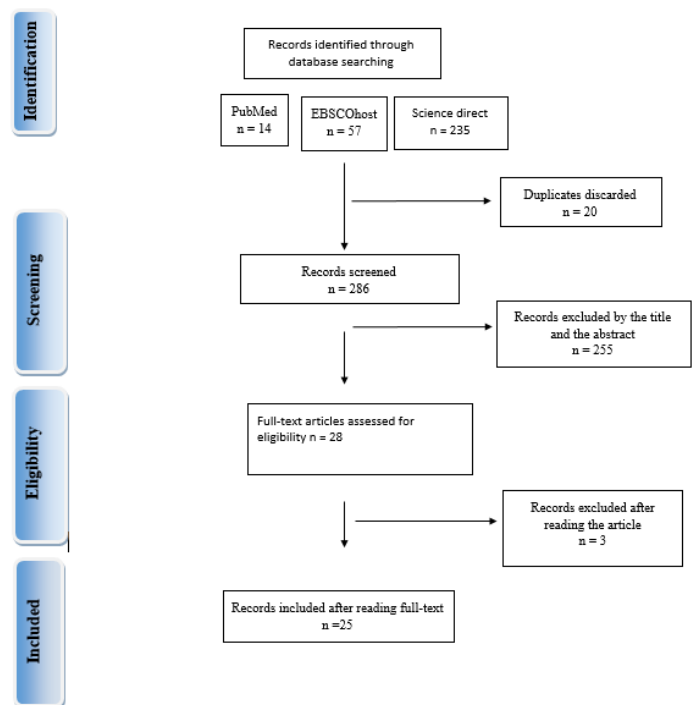 Identification
Records identified through
database searching
PubMed
n = 14
EBSCOhost
n = 57
Science direct
n = 235
Duplicates discarded
n = 20
Screening
Records screened
n = 286
Records excluded by the title
and the abstract
n = 255
Eligibility
Full-text articles assessed for
eligibility n = 28
Records excluded after
reading the article
n = 3
Included
Records included after reading full-text
n =25